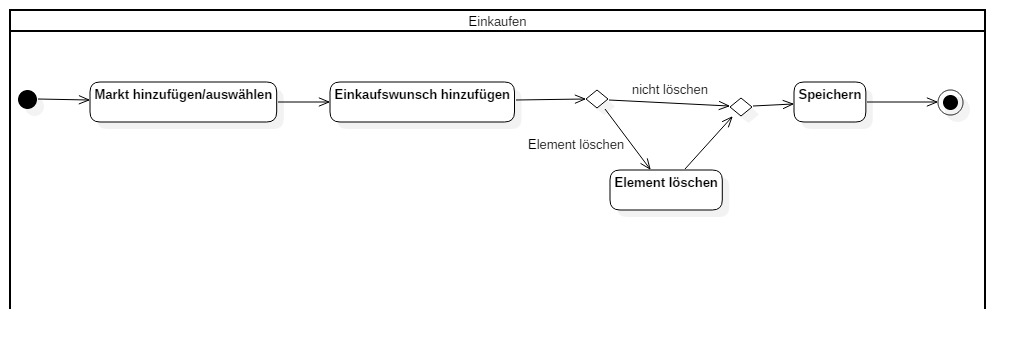 Einkaufen
Markt hinzufügen/auswählen
Einkaufswunsch hinzufügen
nicht löschen
Speichern
Element löschen
Element löschen